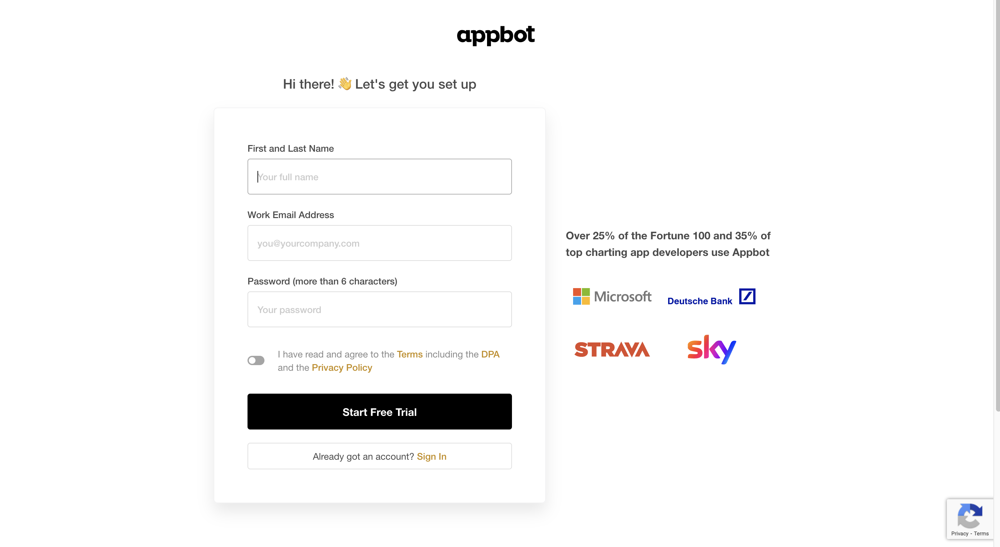 appbot
Hi there! 👋 Let's get you set up
First and Last Name
Your full name
Work Email Address
you@yourcompany.com
Password (more than 6 characters)
Your password
I have read and agree to the Terms including the DPA
and the Privacy Policy
Start Free Trial
Already got an account? Sign In
Over 25% of the Fortune 100 and 35% of
top charting app developers use Appbot
Microsoft
Deutsche Bank
STRAVA
sky
Privacy - Terms